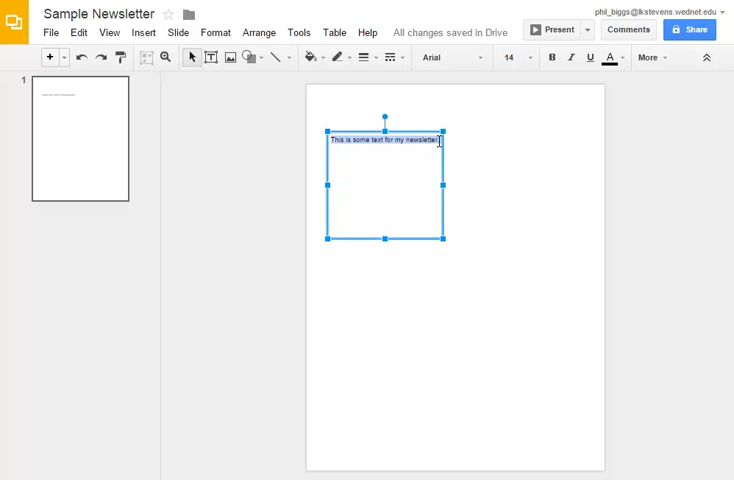 Sample Newsletter
phil_biggs@lkstevens.wednet.edu
File Edit View Insert Slide Format Arrange Tools Table Help All changes saved in Drive
Present Comments Share
Arial 14 B I U A More
1
This is some text for my newsletter.